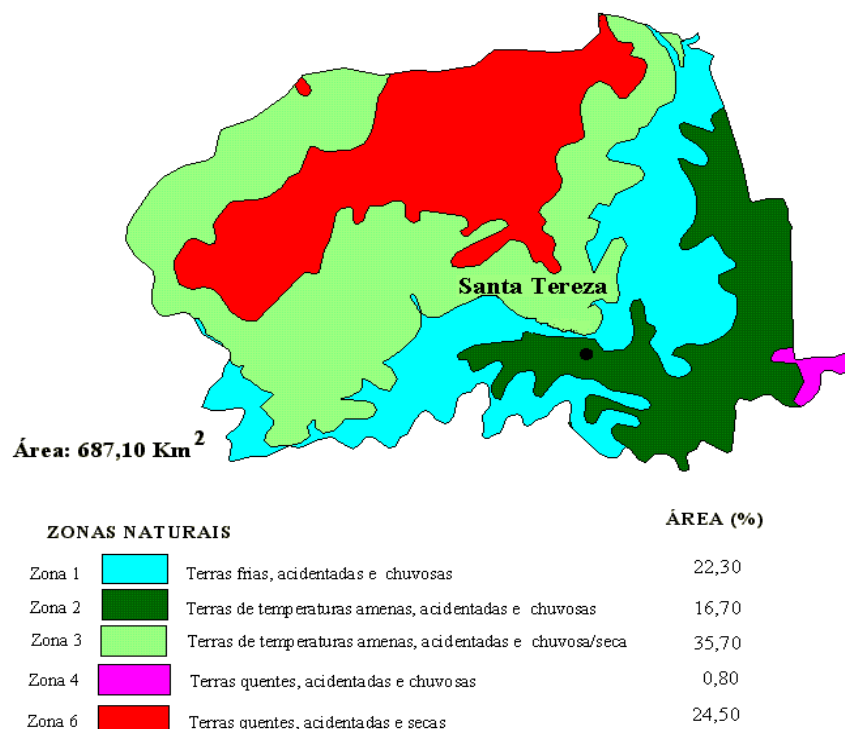 Santa Tereza
Área: 687,10 Km²
ZONAS NATURAIS ÁREA (%)
Zona 1 Terras frias, acidentadas e chuvosas 22,30
Zona 2 Terras de temperaturas amenas, acidentadas e chuvosas 16,70
Zona 3 Terras de temperaturas amenas, acidentadas e chuvosa/seca 35,70
Zona 4 Terras quentes, acidentadas e chuvosas 0,80
Zona 6 Terras quentes, acidentadas e secas 24,50